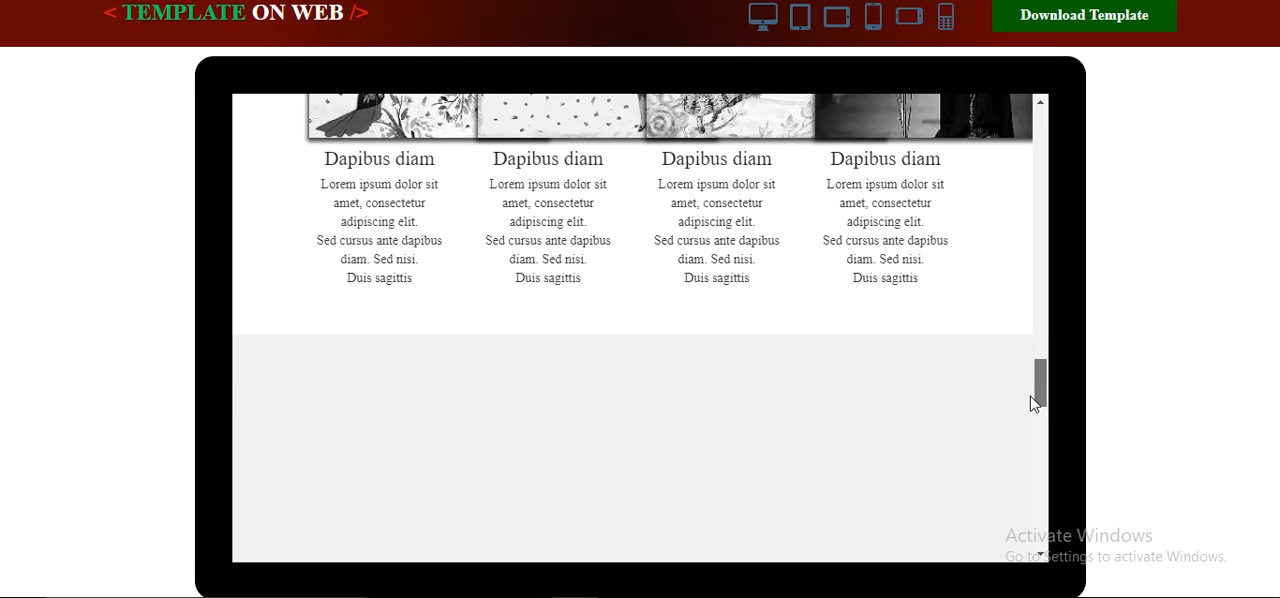 < TEMPLATE ON WEB />
Download Template
Dapibus diam Dapibus diam Dapibus diam Dapibus diam
Lorem ipsum dolor sit Lorem ipsum dolor sit Lorem ipsum dolor sit Lorem ipsum dolor sit
amet, consectetur amet, consectetur amet, consectetur amet, consectetur
adipiscing elit. adipiscing elit. adipiscing elit. adipiscing elit.
Sed cursus ante dapibus Sed cursus ante dapibus Sed cursus ante dapibus Sed cursus ante dapibus
diam. Sed nisi. diam. Sed nisi. diam. Sed nisi. diam. Sed nisi.
Duis sagittis Duis sagittis Duis sagittis Duis sagittis
Activate Windows
Go to Settings to activate Windows.